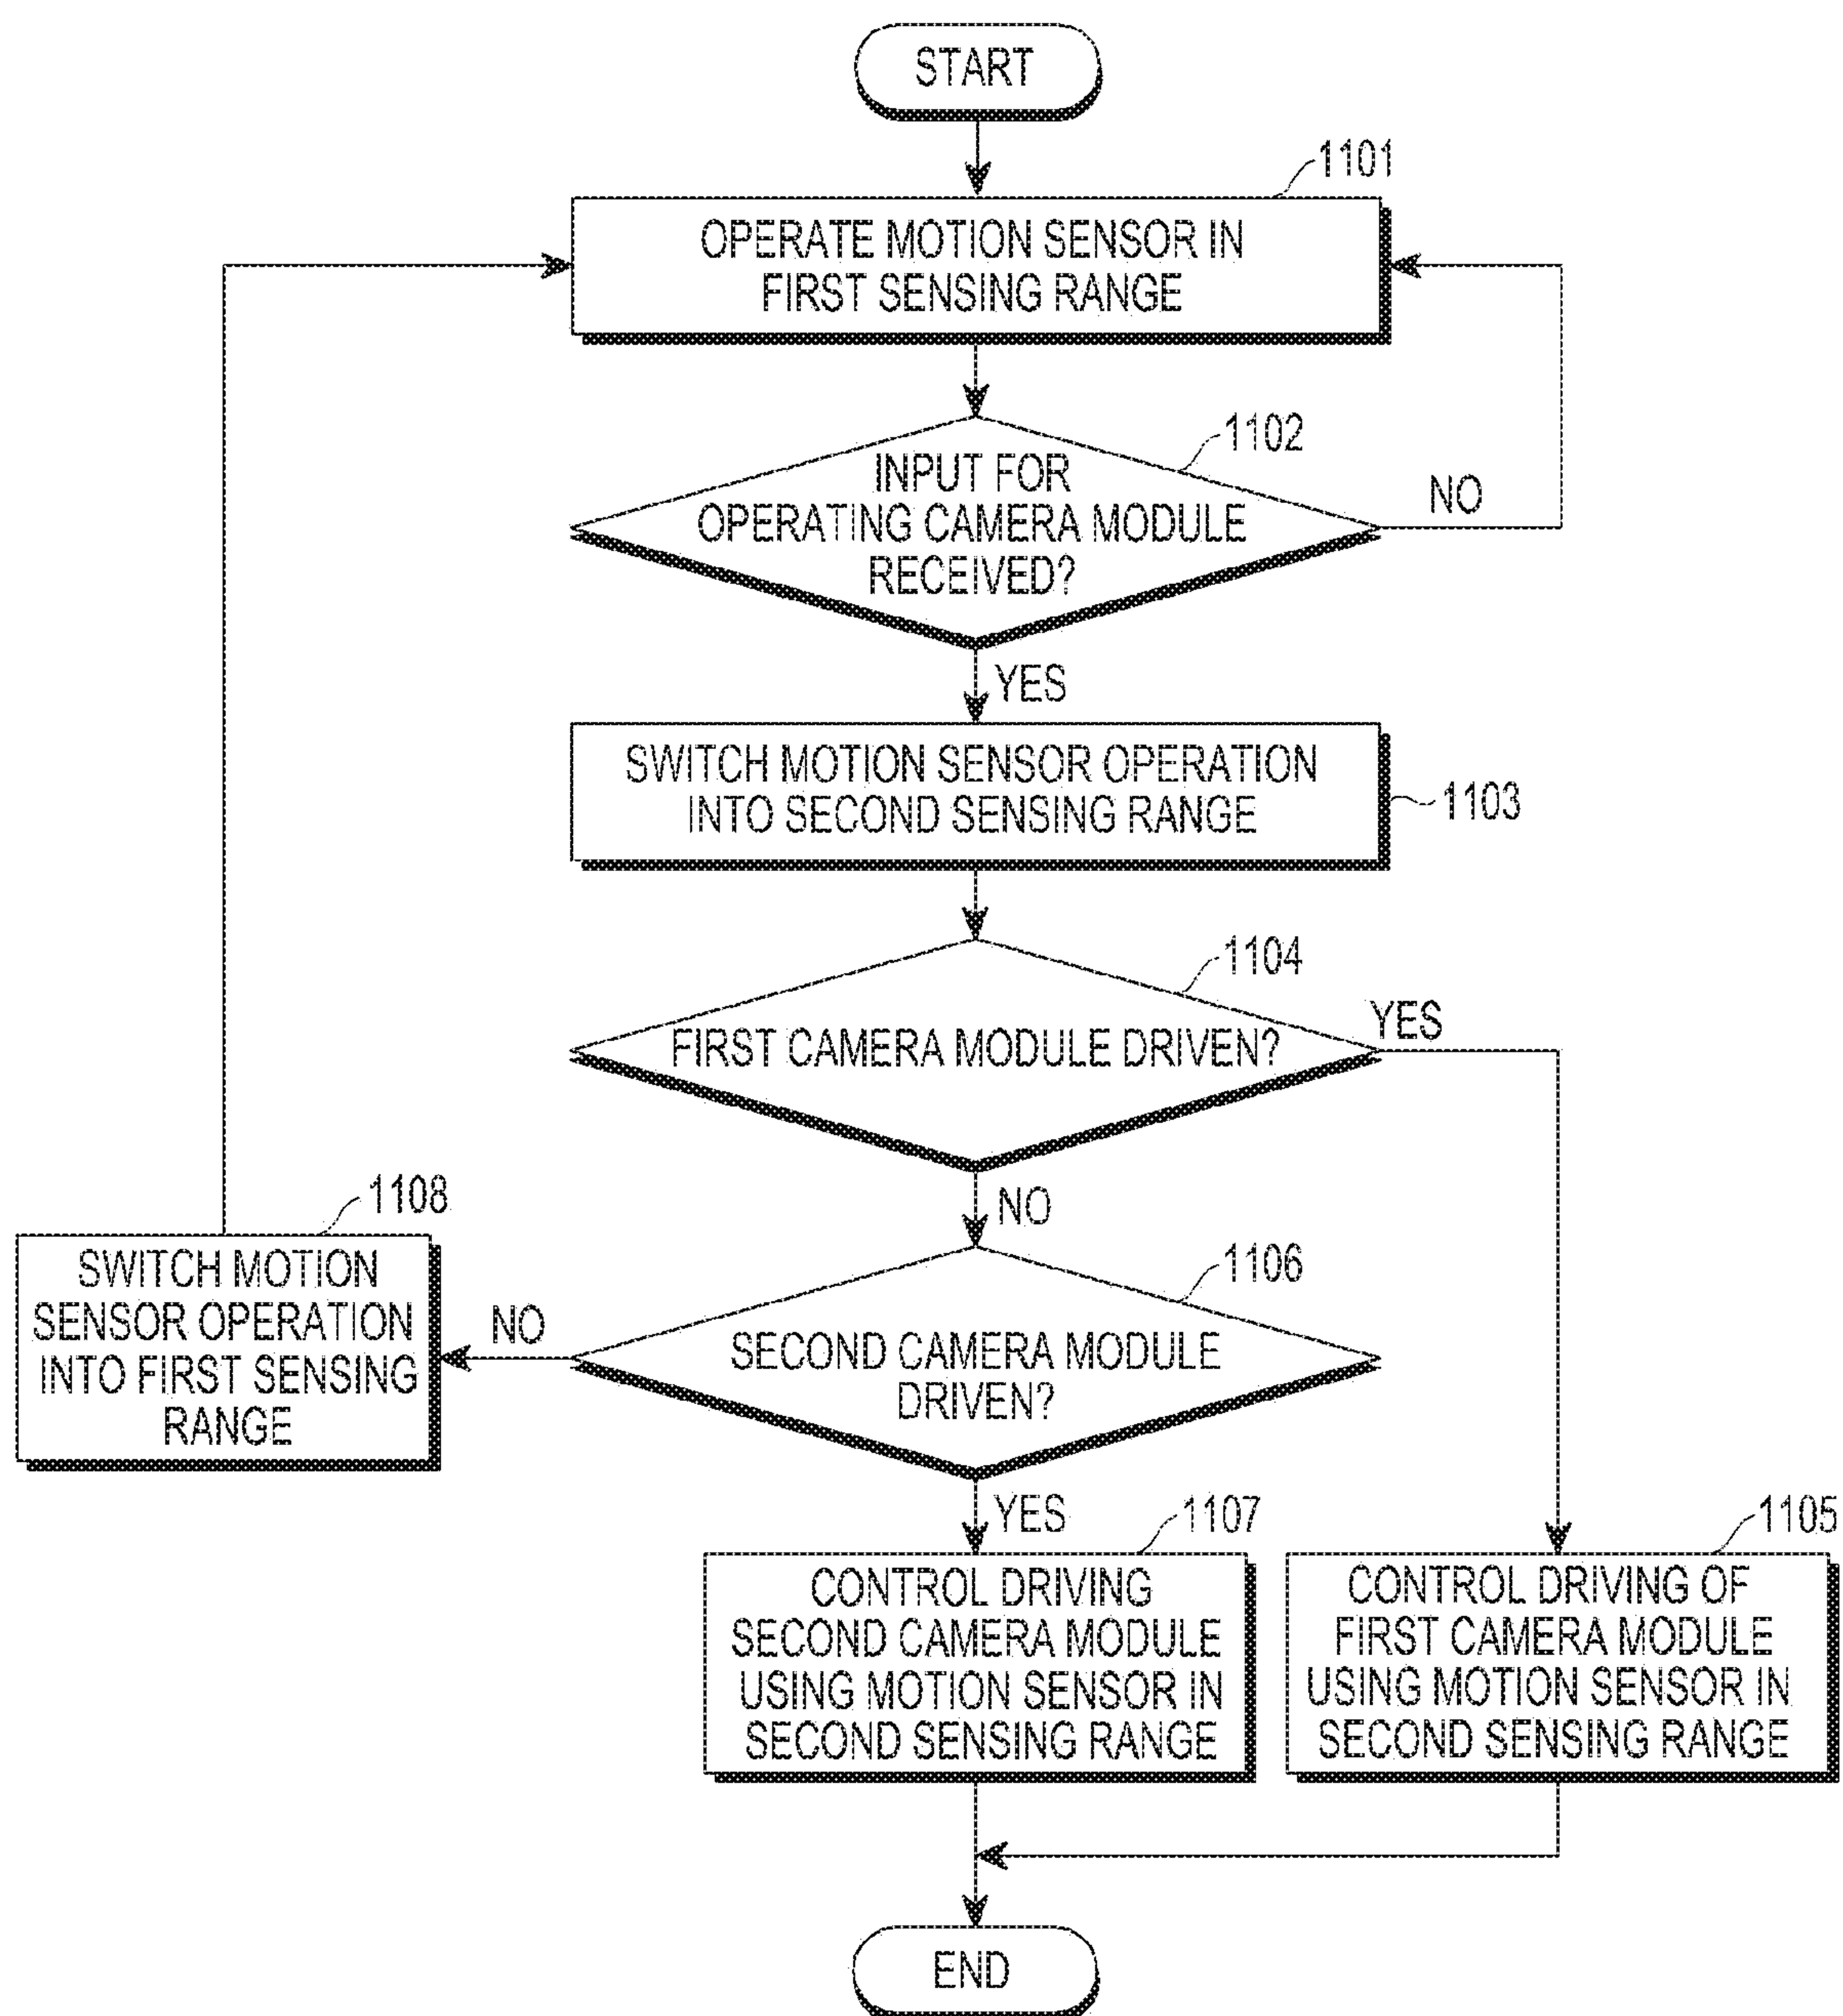 START
1101
OPERATE MOTION SENSOR IN
FIRST SENSING RANGE
1102
INPUT FOR
OPERATING CAMERA MODULE
RECEIVED?
NO
YES
SWITCH MOTION SENSOR OPERATION
INTO SECOND SENSING RANGE
1103
1104
FIRST CAMERA MODULE DRIVEN?
YES
NO
1108
SWITCH MOTION
SENSOR OPERATION
INTO FIRST SENSING
RANGE
NO
1106
SECOND CAMERA MODULE
DRIVEN?
YES
1107
CONTROL DRIVING
SECOND CAMERA MODULE
USING MOTION SENSOR IN
SECOND SENSING RANGE
1105
CONTROL DRIVING OF
FIRST CAMERA MODULE
USING MOTION SENSOR IN
SECOND SENSING RANGE
END